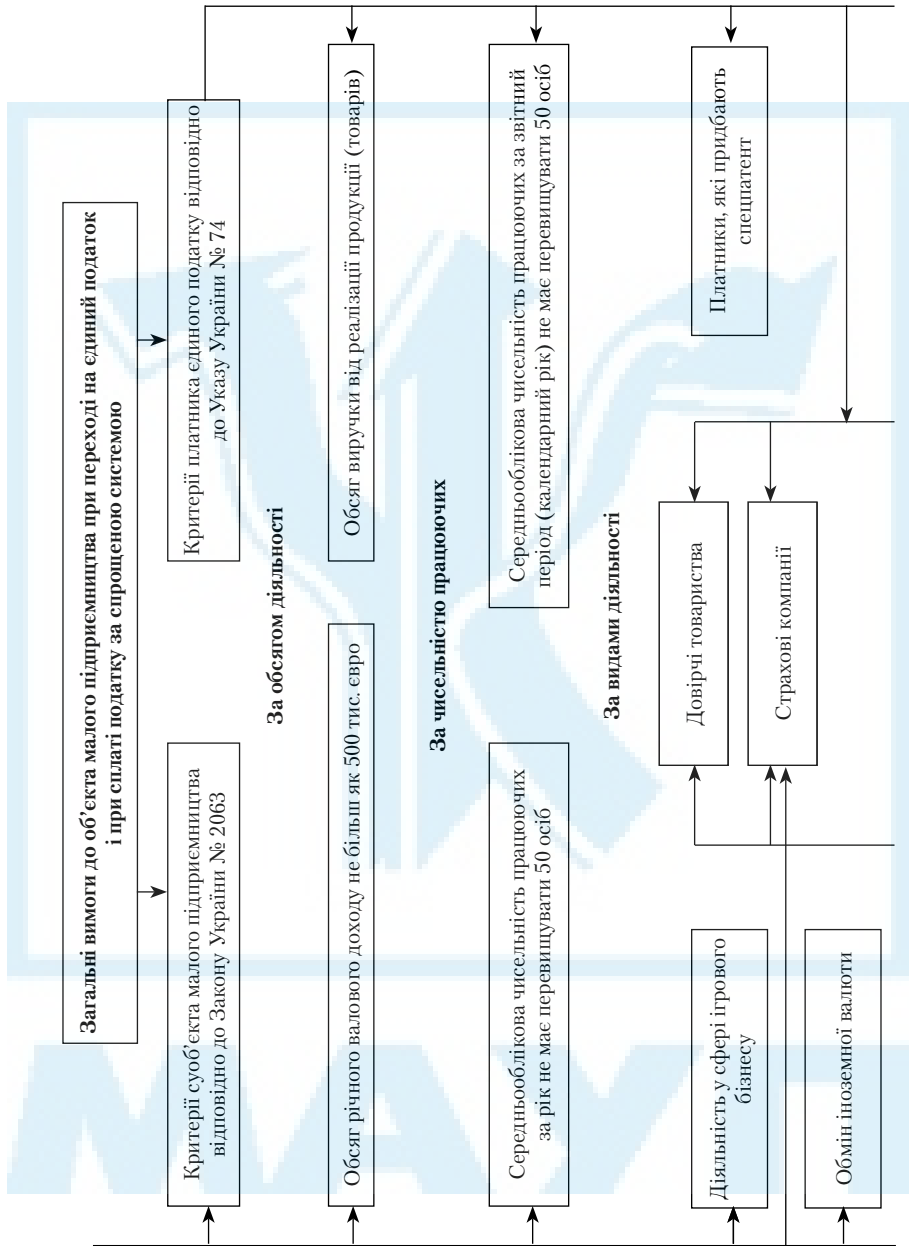 Загальні вимоги до об’єкта малого підприємництва при переході на єдиний податок
і при сплаті податку за спрощеною системою
Критерії суоб’єкта малого підприємництва
відповідно до Закону України № 2063
Критерії платника єдиного податку відповідно
до Указу України № 74
За обсягом діяльності
Обсяг річного валового доходу не більш як 500 тис. євро
Обсяг виручки від реалізації продукції (товарів)
За чисельністю працюючих
Середньооблікова чисельність працюючих
за рік не має перевищувати 50 осіб
Середньооблікова чисельність працюючих за звітний
період (календарний рік) не має перевищувати 50 осіб
За видами діяльності
Діяльність у сфері ігрового
бізнесу
Довірчі товариства
Платники, які придбають
спецпатент
Обмін іноземної валюти
Страхові компанії
МАУП